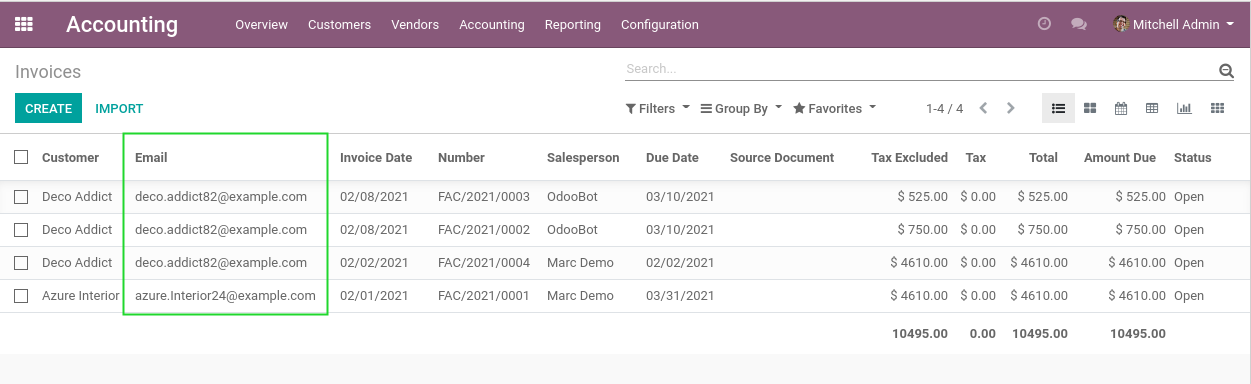 Accounting Overview Customers Vendors Accounting Reporting Configuration Mitchell Admin
Invoices Search...
CREATE IMPORT Filters Group By Favorites 1-4 / 4
Customer Email Invoice Date Number Salesperson Due Date Source Document Tax Excluded Tax Total Amount Due Status
Deco Addict deco.addict82@example.com 02/08/2021 FAC/2021/0003 OdooBot 03/10/2021 $ 525.00 $ 0.00 $ 525.00 $ 525.00 Open
Deco Addict deco.addict82@example.com 02/08/2021 FAC/2021/0002 OdooBot 03/10/2021 $ 750.00 $ 0.00 $ 750.00 $ 750.00 Open
Deco Addict deco.addict82@example.com 02/02/2021 FAC/2021/0004 Marc Demo 02/02/2021 $ 4610.00 $ 0.00 $ 4610.00 $ 4610.00 Open
Azure Interior azure.Interior24@example.com 02/01/2021 FAC/2021/0001 Marc Demo 03/31/2021 $ 4610.00 $ 0.00 $ 4610.00 $ 4610.00 Open
10495.00 0.00 10495.00 10495.00